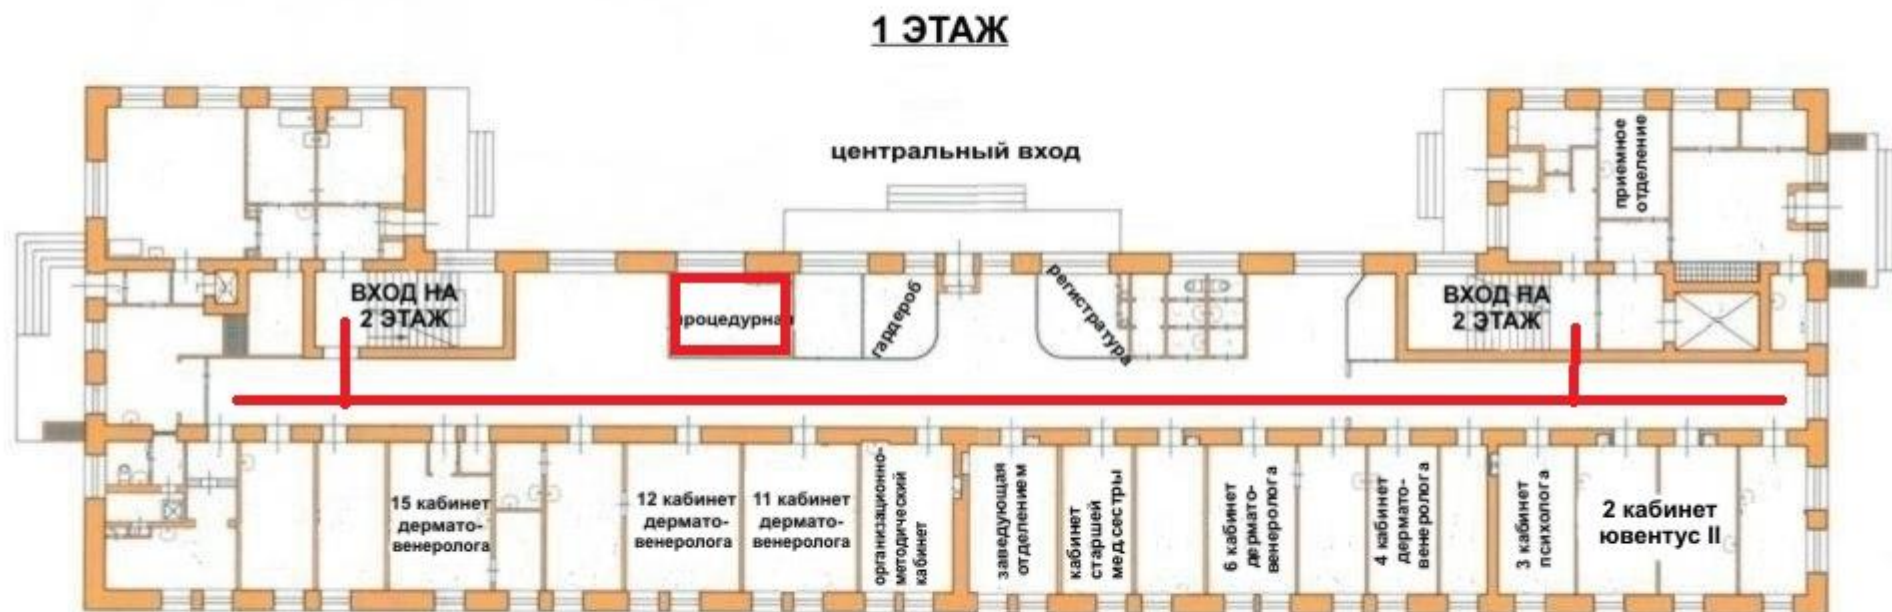 1 ЭТАЖ
центральный вход
приемное
отделение
ВХОД НА
2 ЭТАЖ
процедурная
гардероб
регистратура
ВХОД НА
2 ЭТАЖ
15 кабинет
дермато-
венеролога
12 кабинет
дермато-
венеролога
11 кабинет
дермато-
венеролога
организационно-
методический
кабинет
заведующая
отделением
кабинет
старшей
мед.сестры
6 кабинет
дермато-
венеролога
4 кабинет
дермато-
венеролога
3 кабинет
психолога
2 кабинет
ювентус II